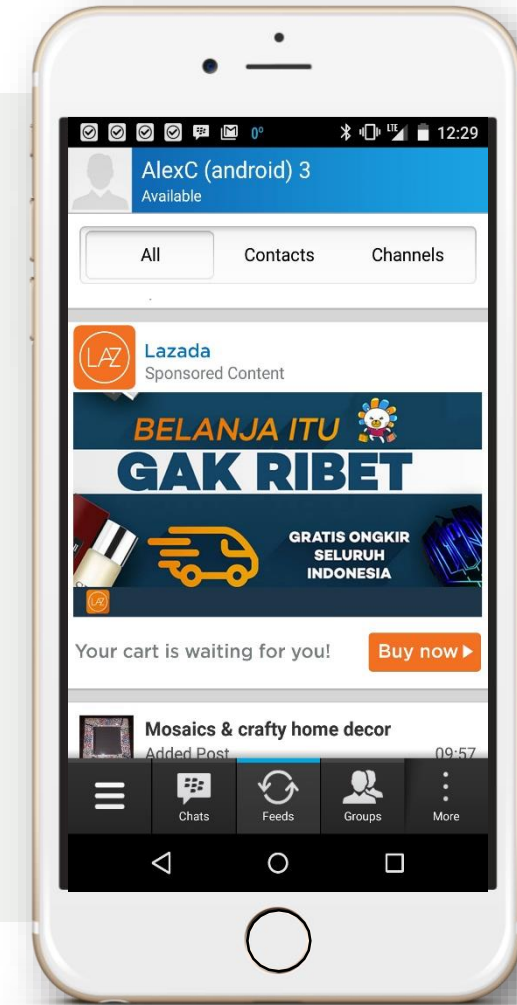 0°
LTE
12:29
AlexC (android) 3
Available
All
Contacts
Channels
LAZ
Lazada
Sponsored Content
BELANJA ITU
GAK RIBET
GRATIS ONGKIR
SELURUH
INDONESIA
LAZ
Your cart is waiting for you!
Buy now
Mosaics & crafty home decor
Added Post
09:57
Chats
Feeds
Groups
More